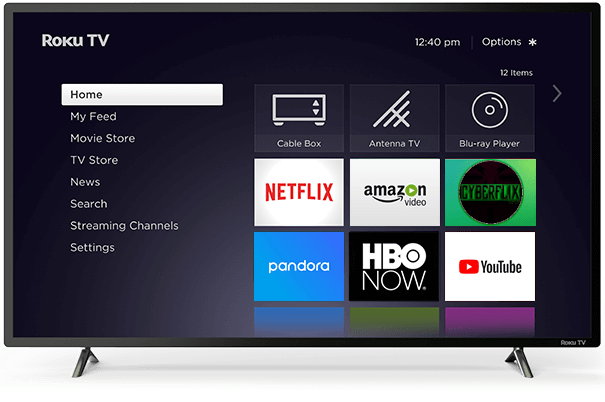 ROKU TV
12:40 pm Options *
12 Items
Home
My Feed
Movie Store
TV Store
News
Search
Streaming Channels
Settings
Cable Box
Antenna TV
Blu-ray Player
NETFLIX
amazon
video
CYBERFLIX
pandora
HBO
NOW
YouTube
ROKU TV